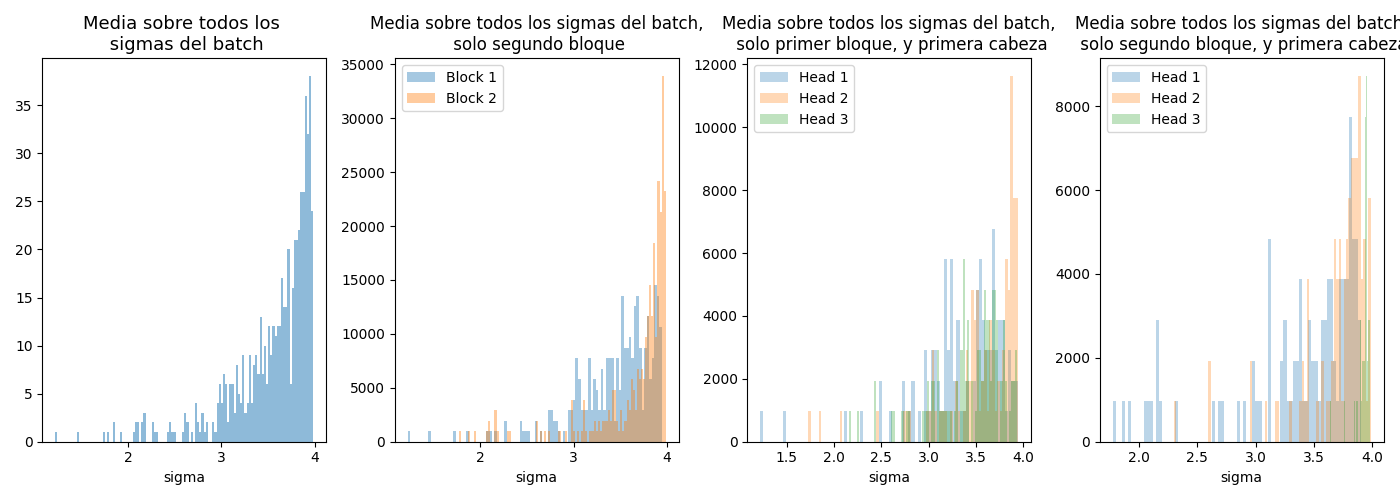 Media sobre todos los
sigmas del batch
35
30
25
20
15
10
5
0
2
3
4
sigma
Media sobre todos los sigmas del batch,
solo segundo bloque
Block 1
Block 2
35000
30000
25000
20000
15000
10000
5000
0
2
3
4
sigma
Media sobre todos los sigmas del batch,
solo primer bloque, y primera cabeza
Head 1
Head 2
Head 3
12000
10000
8000
6000
4000
2000
0
1.5
2.0
2.5
3.0
3.5
4.0
sigma
Media sobre todos los sigmas del batch
solo segundo bloque, y primera cabeza
Head 1
Head 2
Head 3
8000
6000
4000
2000
0
2.0
2.5
3.0
3.5
4.0
sigma